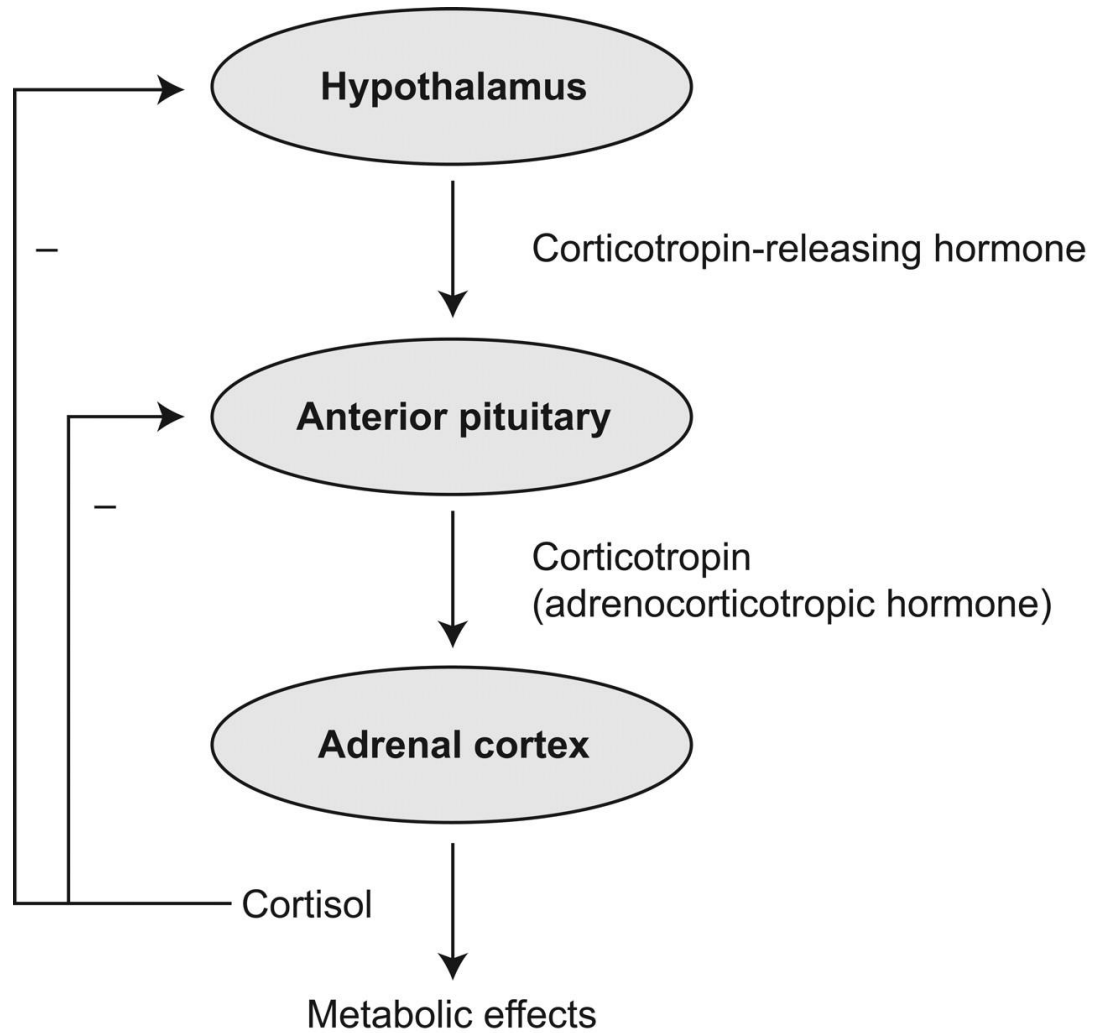 Hypothalamus
–
Corticotropin-releasing hormone
Anterior pituitary
–
Corticotropin
(adrenocorticotropic hormone)
Adrenal cortex
Cortisol
Metabolic effects